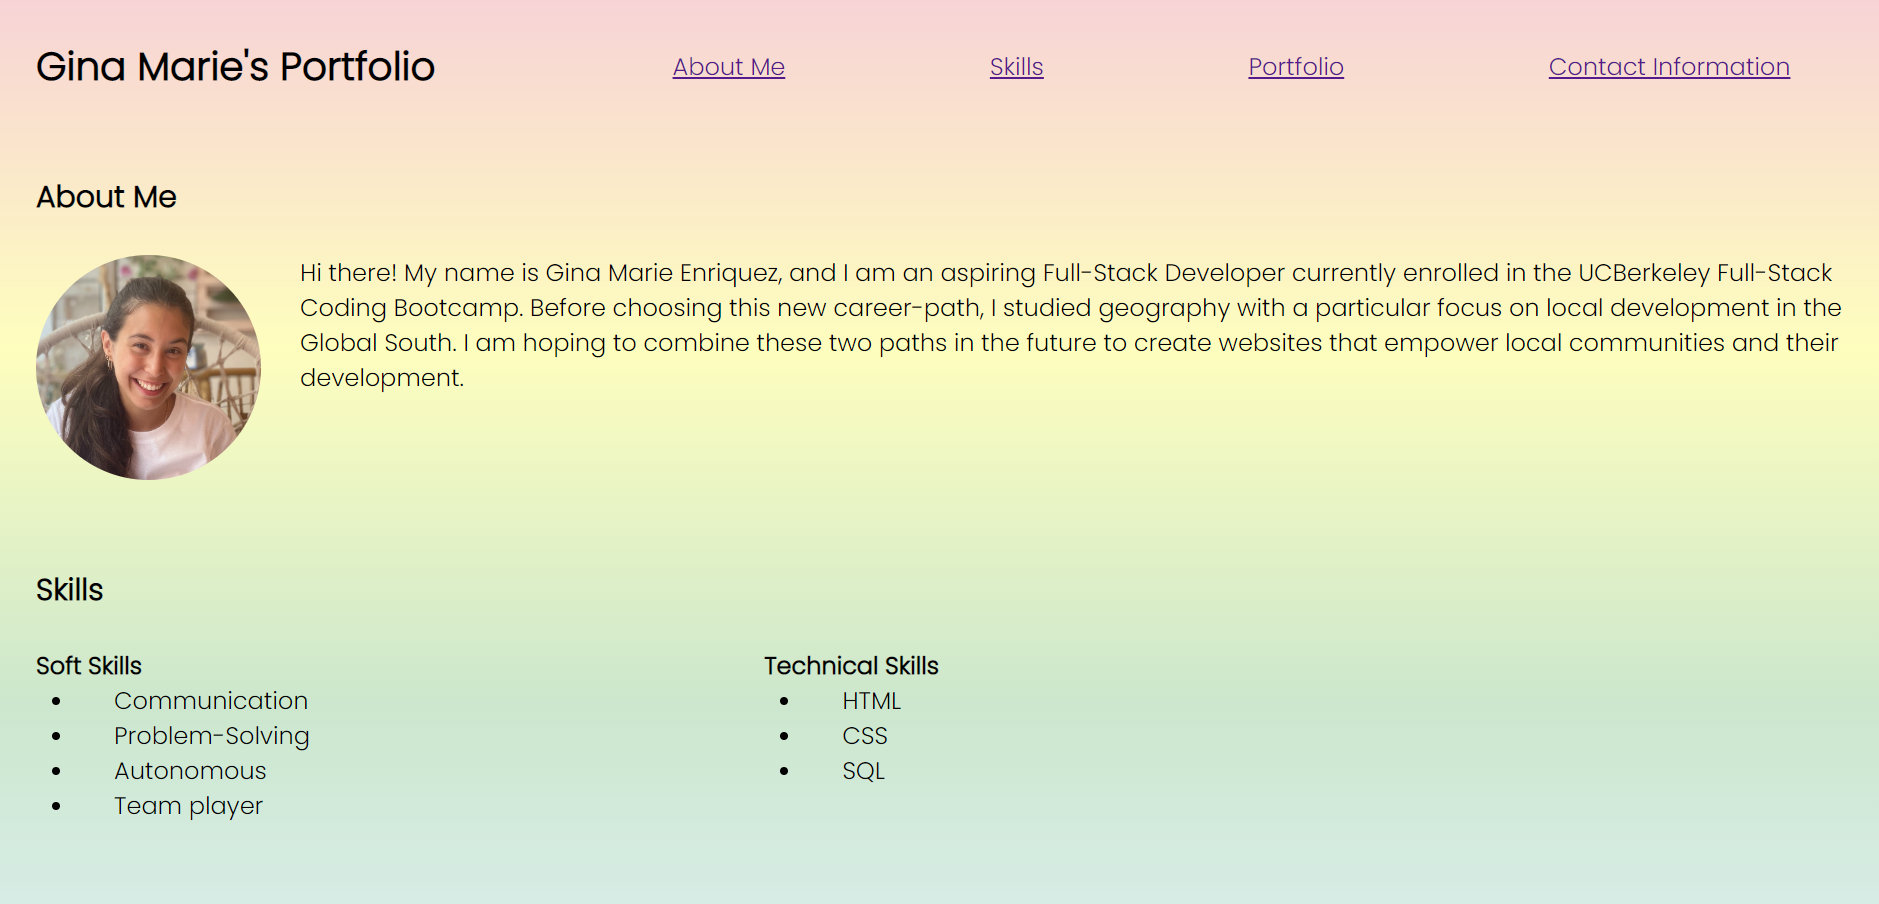 Gina Marie's Portfolio
About Me
Skills
Portfolio
Contact Information
About Me
Hi there! My name is Gina Marie Enriquez, and I am an aspiring Full-Stack Developer currently enrolled in the UCBerkeley Full-Stack
Coding Bootcamp. Before choosing this new career-path, I studied geography with a particular focus on local development in the
Global South. I am hoping to combine these two paths in the future to create websites that empower local communities and their
development.
Skills
Soft Skills
Communication
Problem-Solving
Autonomous
Team player
Technical Skills
HTML
CSS
SQL